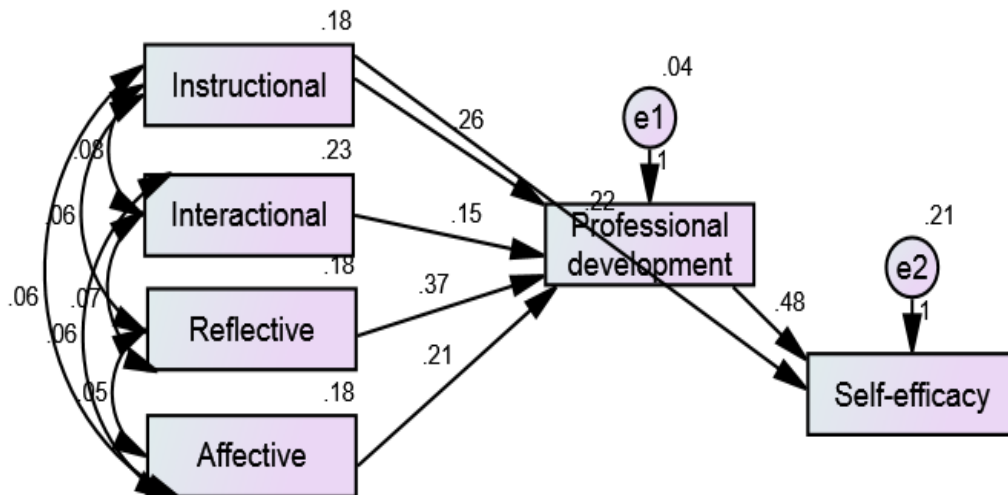 .18
Instructional
.04
e1
1
.26
.08
.23
Interactional
.06
.15
.22
Professional
development
.21
e2
1
.18
Reflective
.37
.06
.07
.06
.48
.21
.18
.05
Affective
Self-efficacy